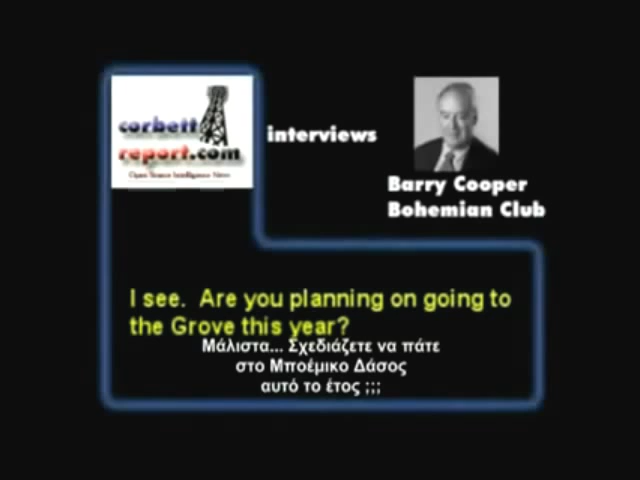 corbett
report.com
Open Source Intelligence News
interviews
Barry Cooper
Bohemian Club
I see. Are you planning on going to
the Grove this year?
Μάλιστα... Σχεδιάζετε να πάτε
στο Μποέμικο Δάσος
αυτό το έτος ;;;